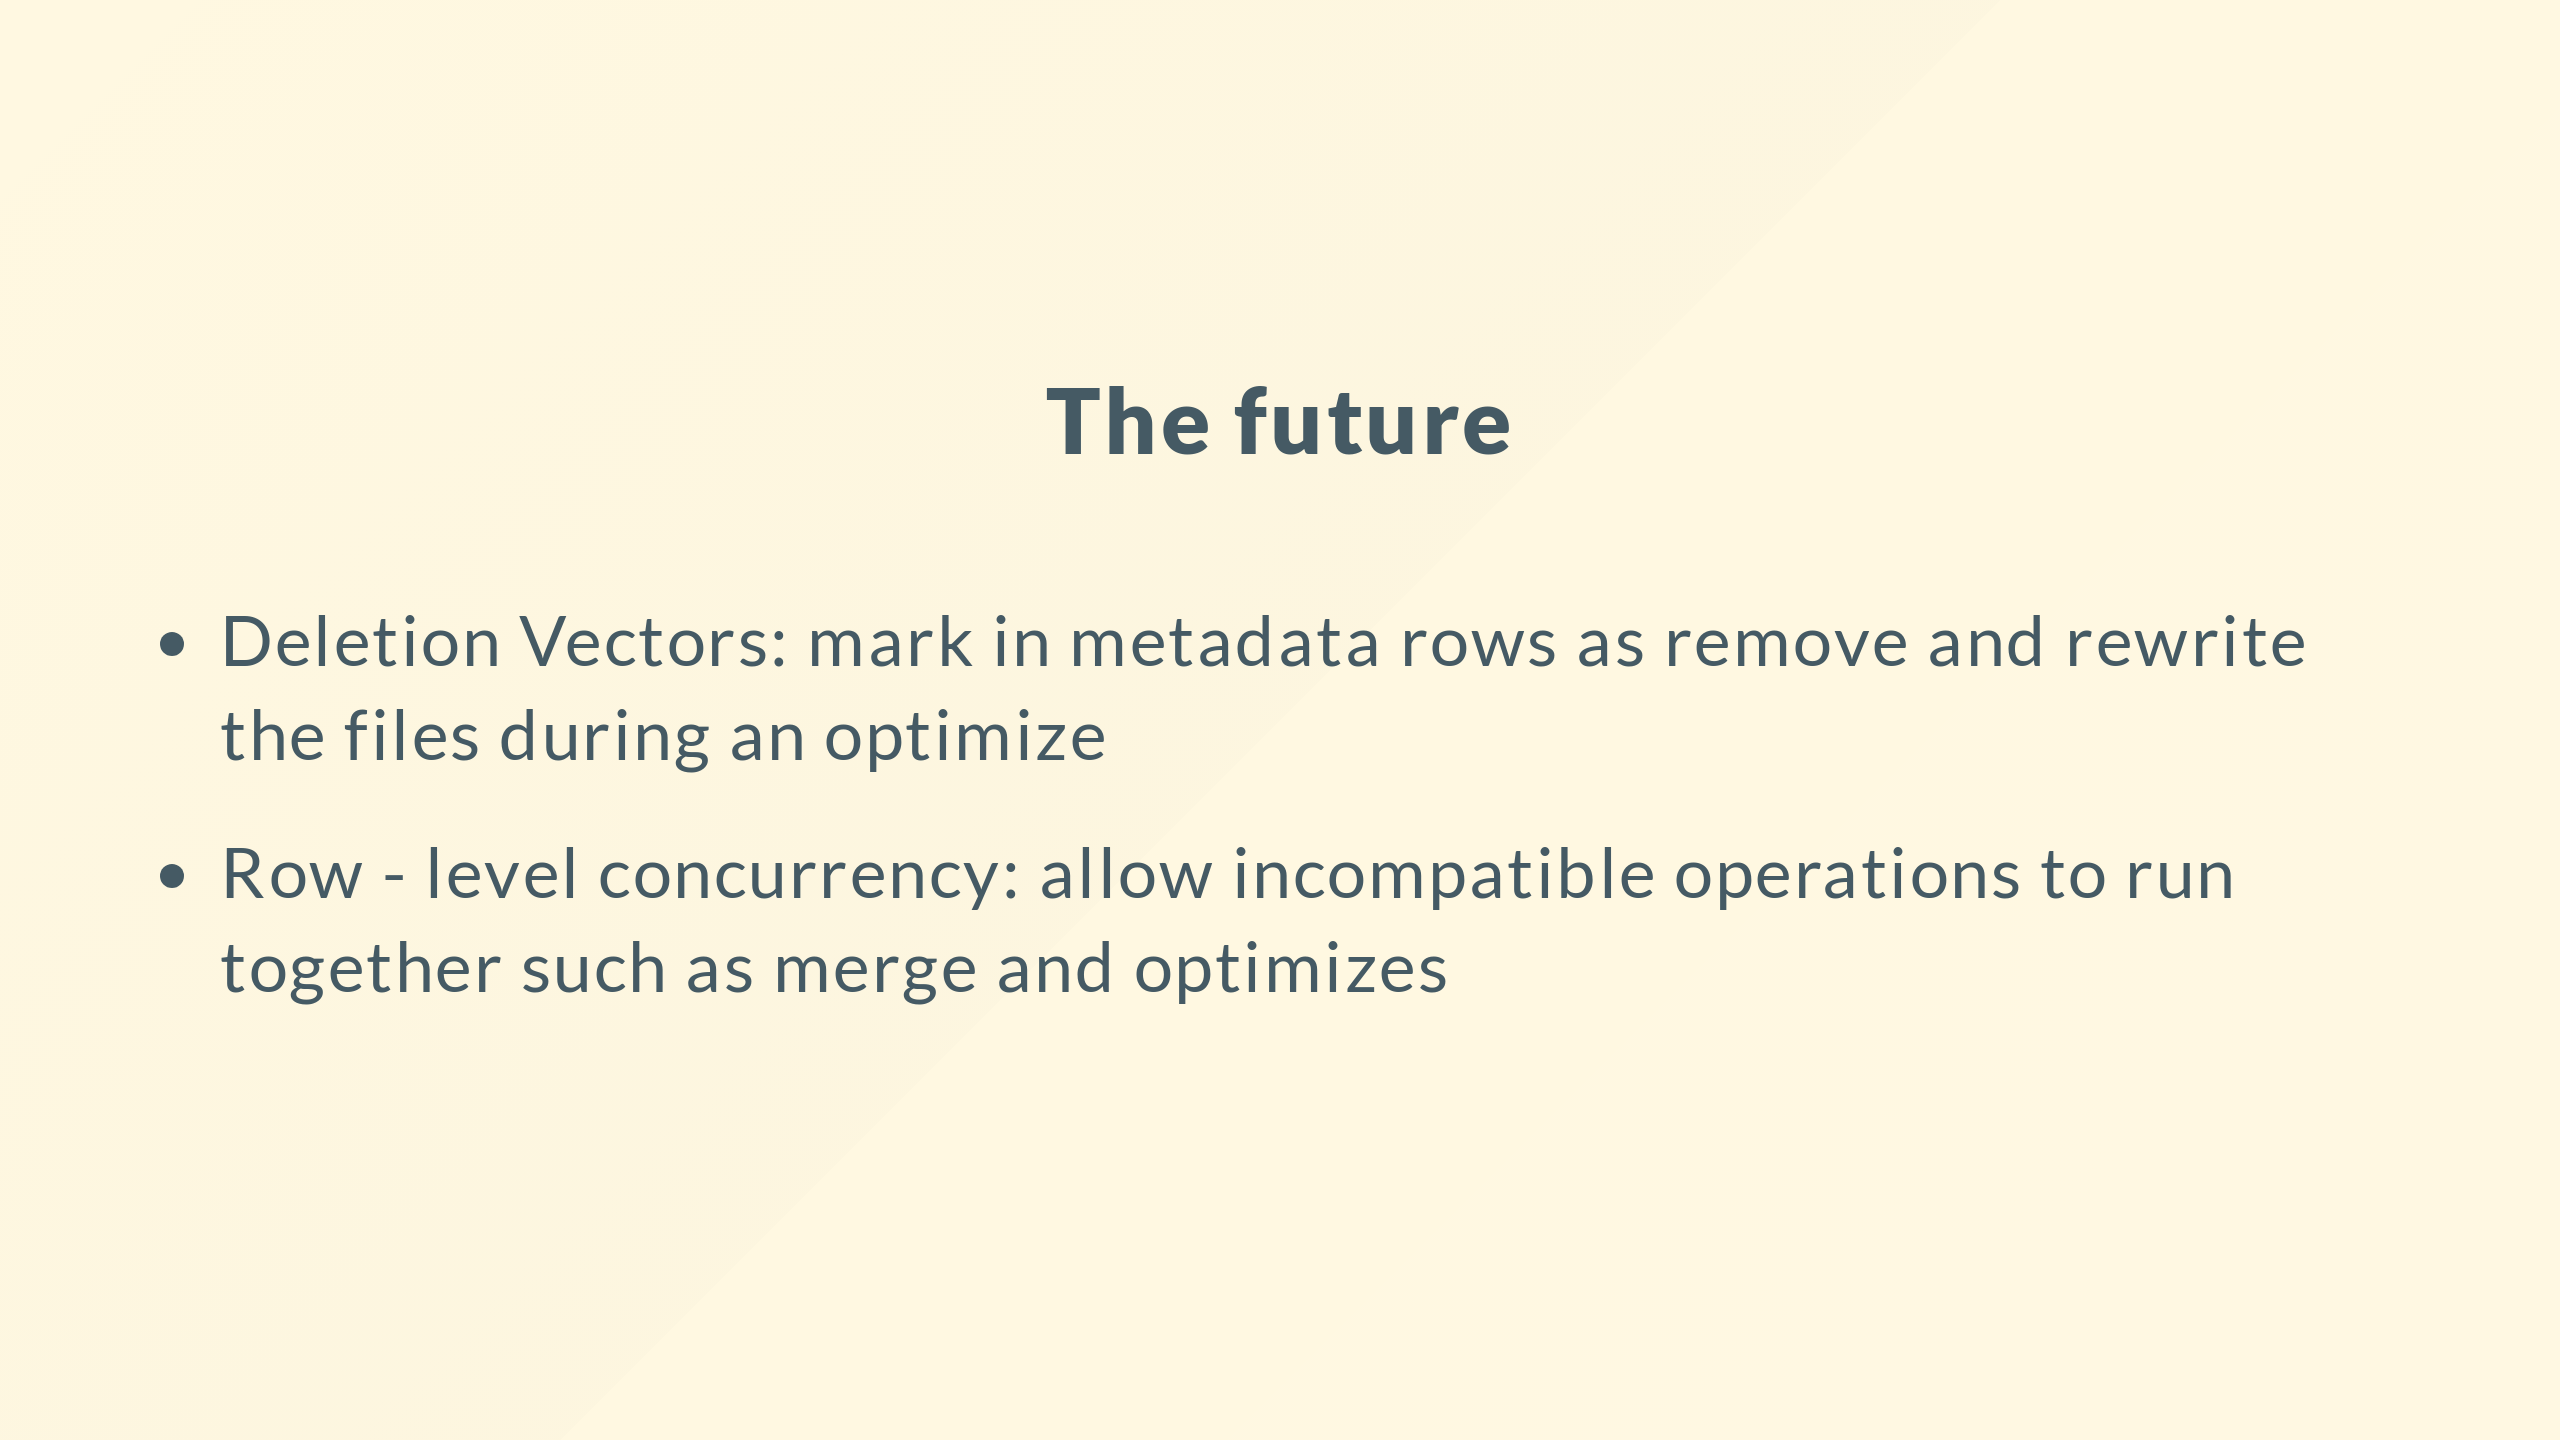 The future
• Deletion Vectors: mark in metadata rows as remove and rewrite
the files during an optimize
• Row - level concurrency: allow incompatible operations to run
together such as merge and optimizes